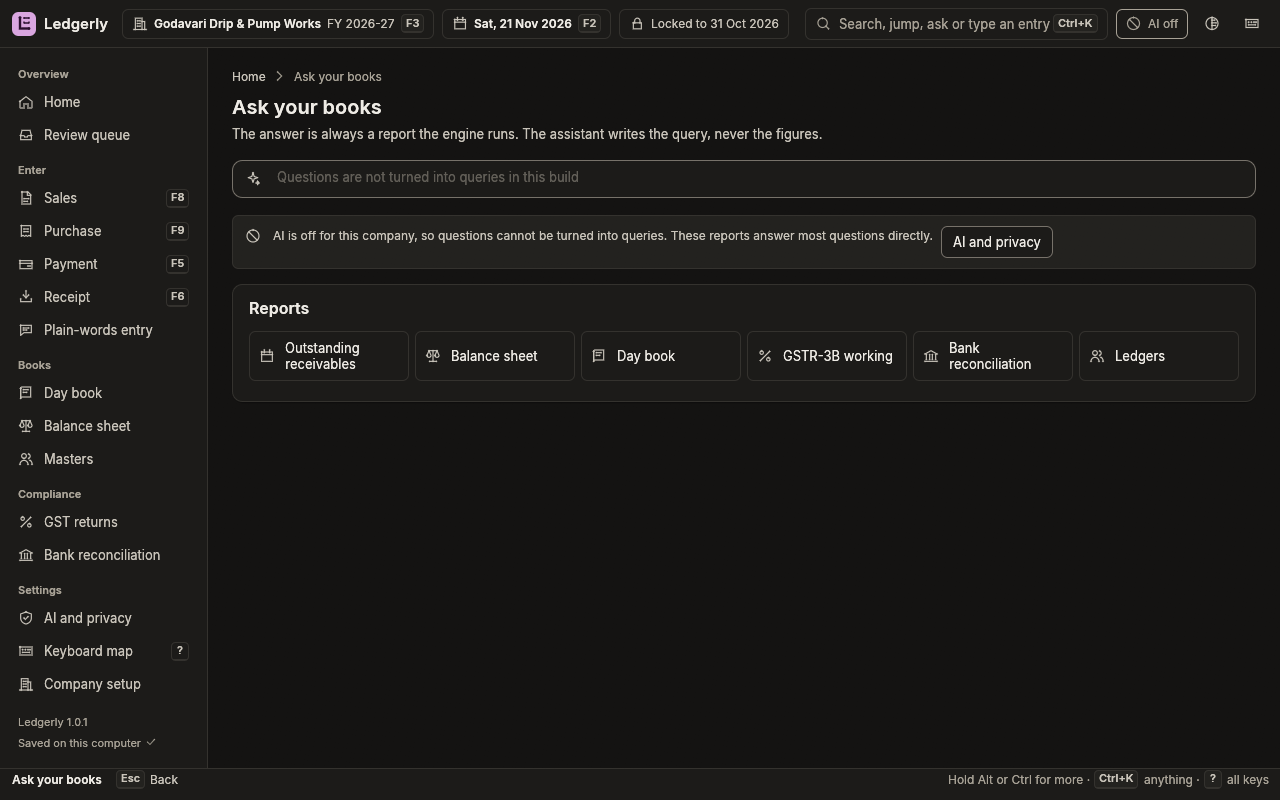 Ledgerly
Godavari Drip & Pump Works FY 2026-27 F3
Sat, 21 Nov 2026 F2
Locked to 31 Oct 2026
Search, jump, ask or type an entry Ctrl+K
AI off
Overview
Home
Review queue
Enter
Sales F8
Purchase F9
Payment F5
Receipt F6
Plain-words entry
Books
Day book
Balance sheet
Masters
Compliance
GST returns
Bank reconciliation
Settings
AI and privacy
Keyboard map ?
Company setup
Ledgerly 1.0.1
Saved on this computer
Home > Ask your books
Ask your books
The answer is always a report the engine runs. The assistant writes the query, never the figures.
Questions are not turned into queries in this build
AI is off for this company, so questions cannot be turned into queries. These reports answer most questions directly. AI and privacy
Reports
Outstanding
receivables
Balance sheet
Day book
GSTR-3B working
Bank
reconciliation
Ledgers
Ask your books Esc Back
Hold Alt or Ctrl for more · Ctrl+K anything · ? all keys